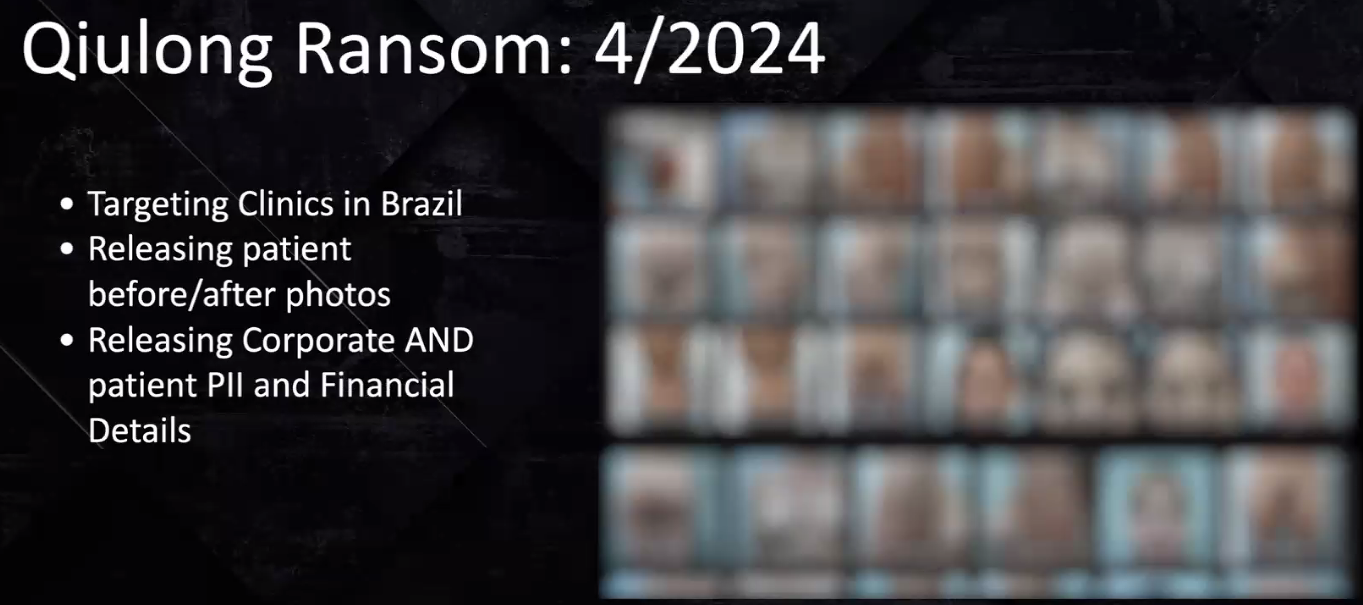 Qiulong Ransom: 4/2024
• Targeting Clinics in Brazil
• Releasing patient
before/after photos
• Releasing Corporate AND
patient PII and Financial
Details